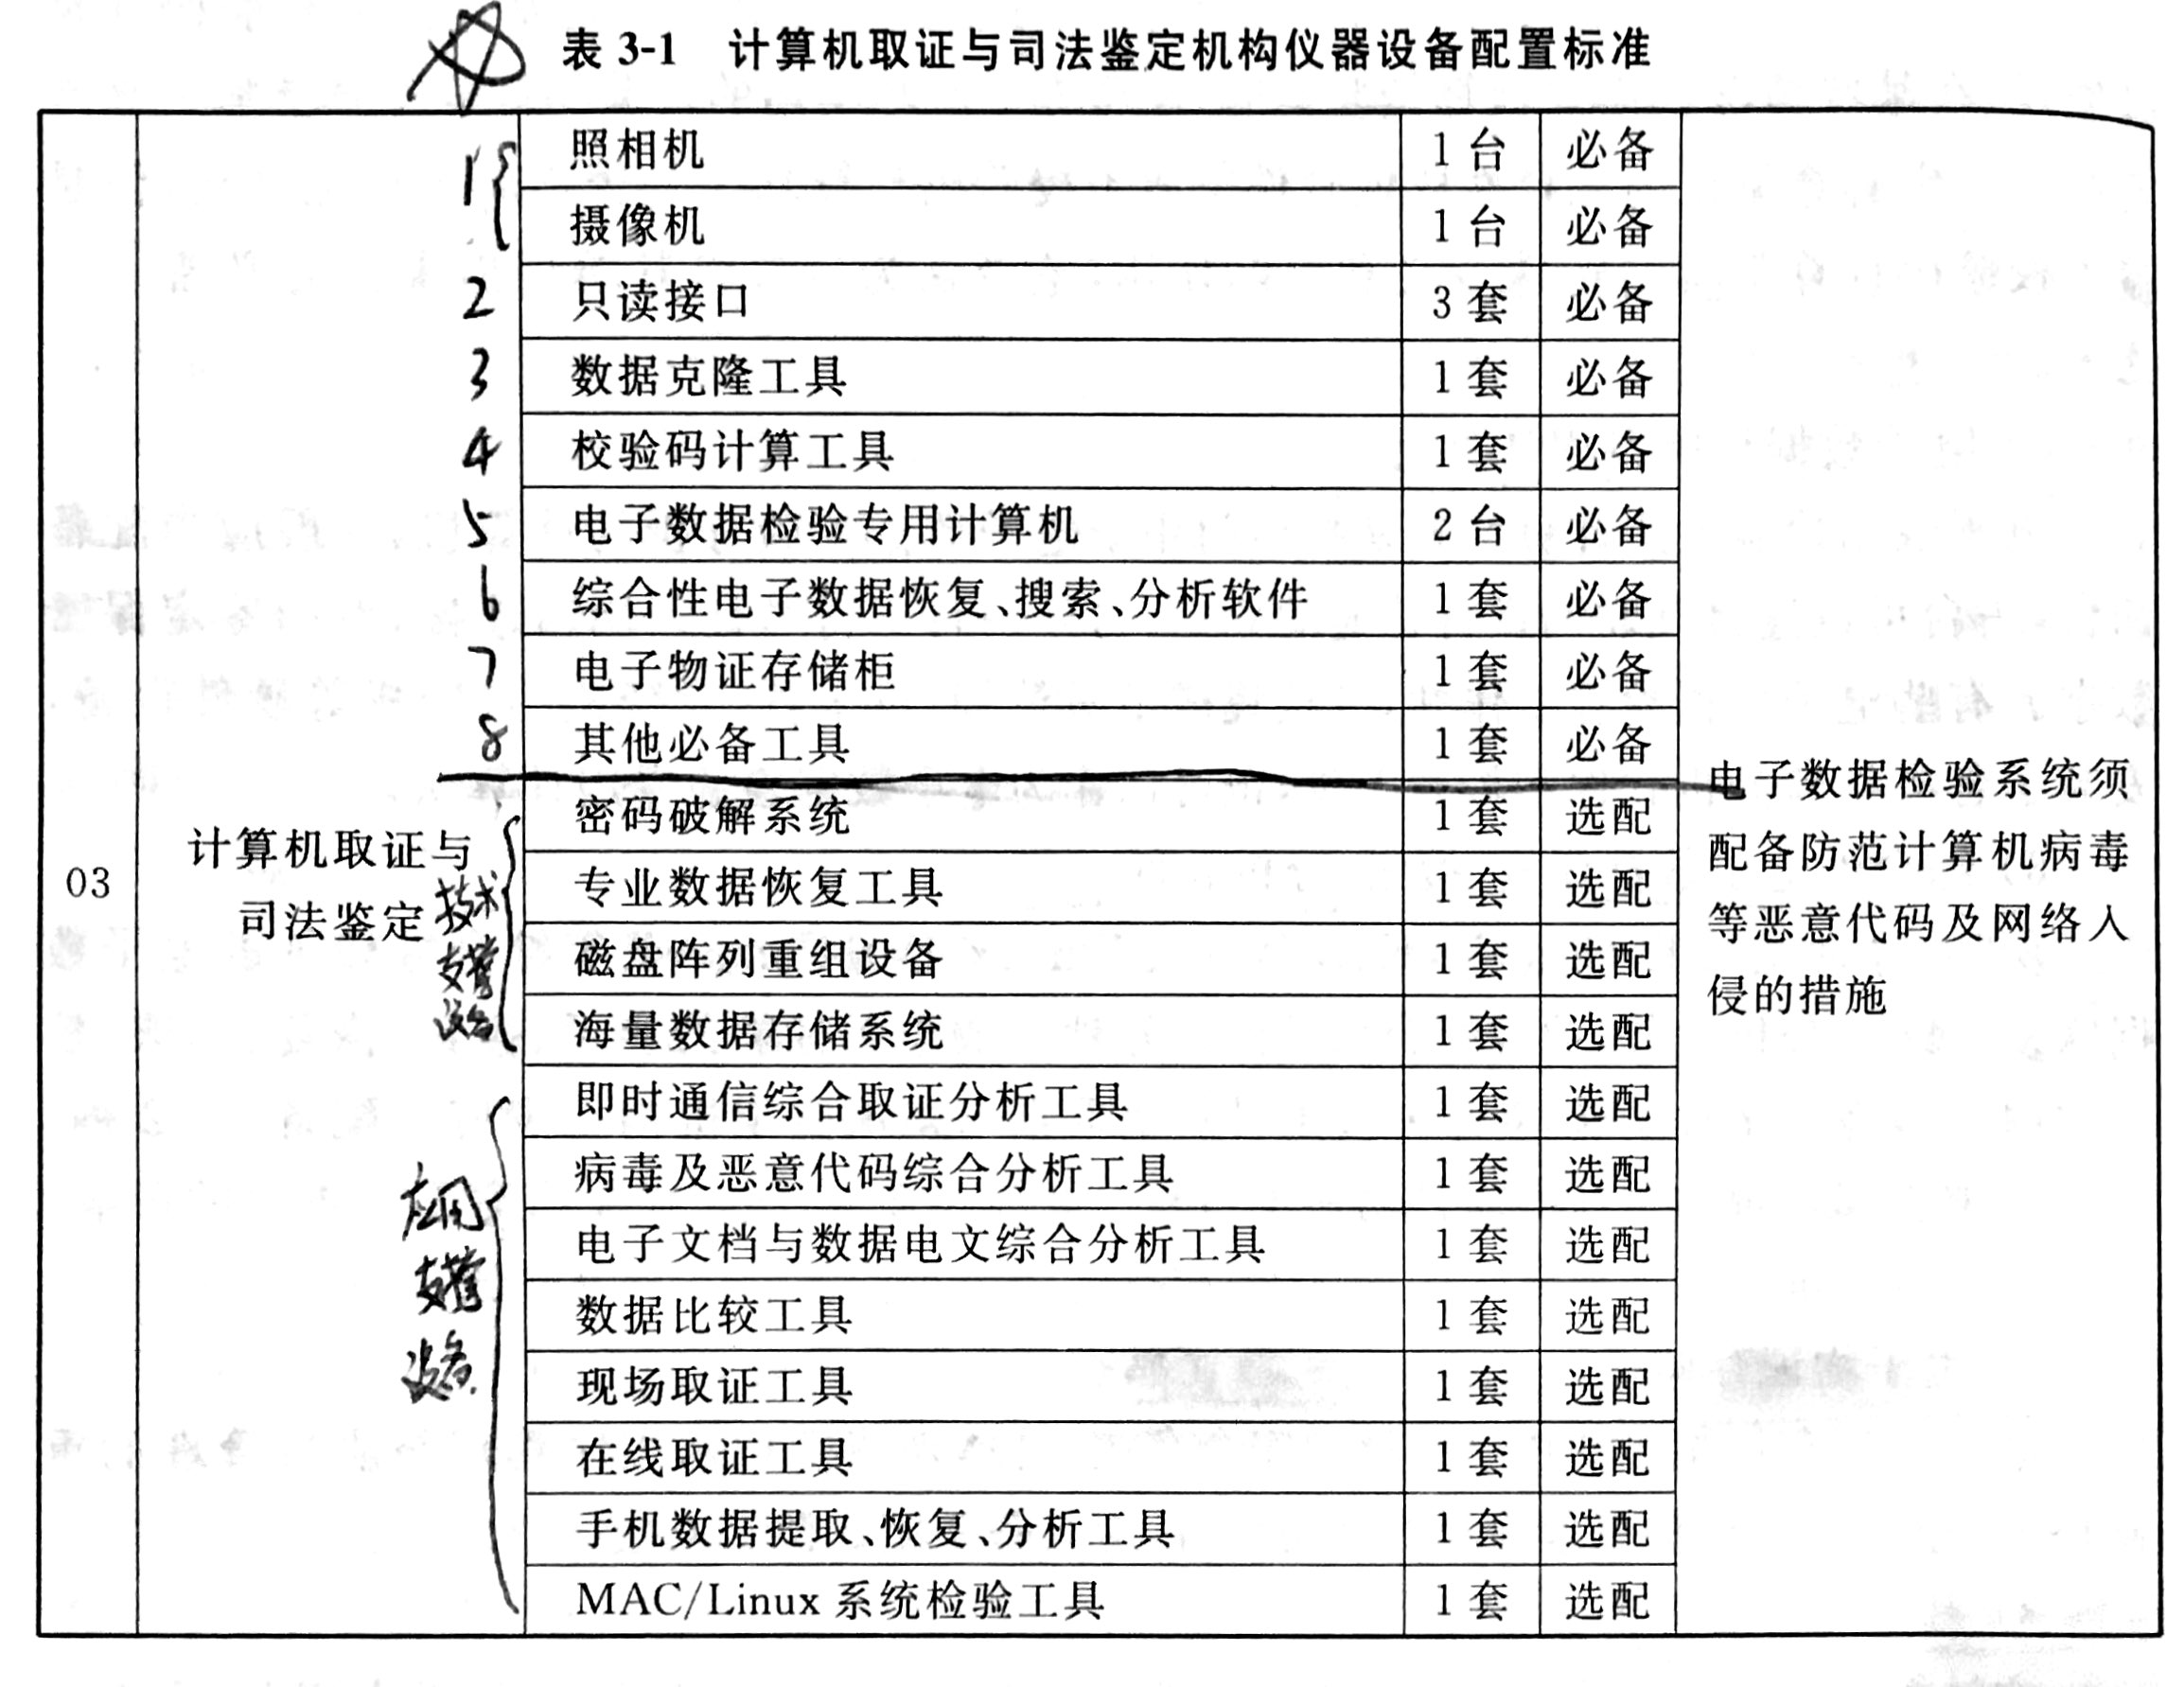 表 3-1 计算机取证与司法鉴定机构仪器设备配置标准
1 照相机 1 台 必备
摄像机 1 台 必备
2 只读接口 3 套 必备
3 数据克隆工具 1 套 必备
4 校验码计算工具 1 套 必备
5 电子数据检验专用计算机 2 台 必备
6 综合性电子数据恢复、搜索、分析软件 1 套 必备
7 电子物证存储柜 1 套 必备
8 其他必备工具 1 套 必备
03
计算机取证与
司法鉴定
技术
支撑
设备
密码破解系统 1 套 选配
专业数据恢复工具 1 套 选配
磁盘阵列重组设备 1 套 选配
海量数据存储系统 1 套 选配
应用
支撑
设备
即时通信综合取证分析工具 1 套 选配
病毒及恶意代码综合分析工具 1 套 选配
电子文档与数据电文综合分析工具 1 套 选配
数据比较工具 1 套 选配
现场取证工具 1 套 选配
在线取证工具 1 套 选配
手机数据提取、恢复、分析工具 1 套 选配
MAC/Linux 系统检验工具 1 套 选配
电子数据检验系统须
配备防范计算机病毒
等恶意代码及网络入
侵的措施